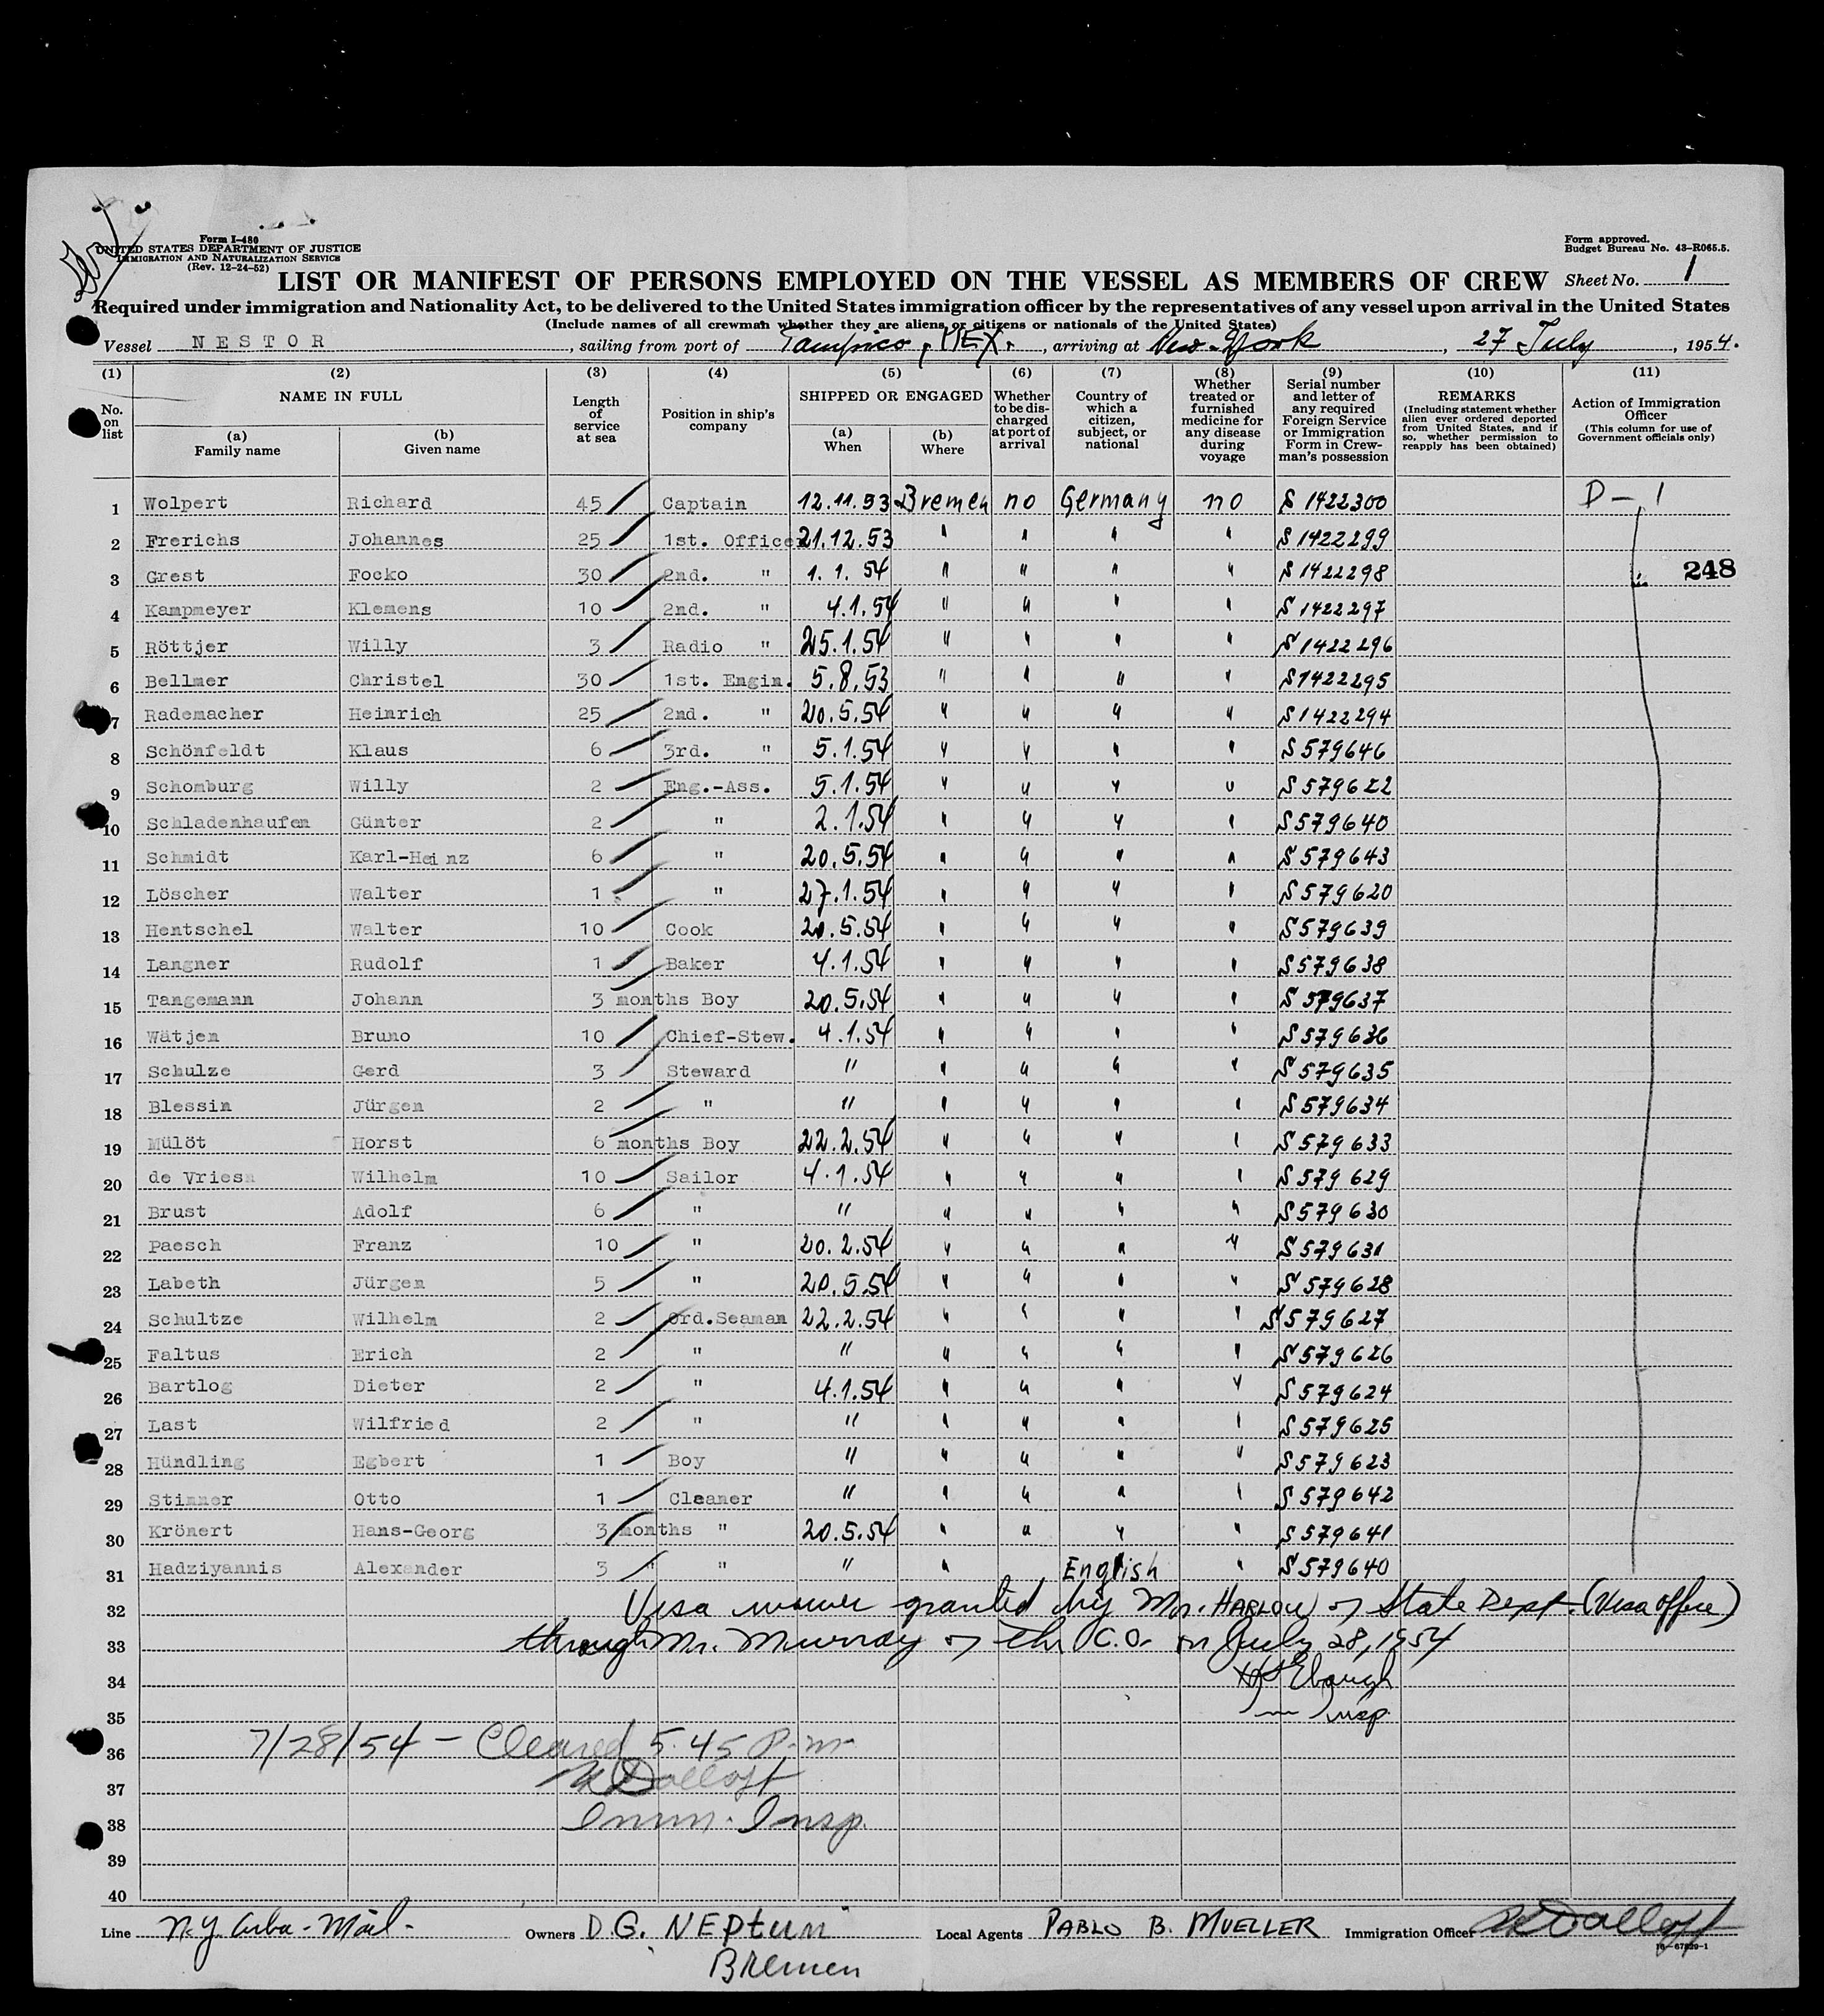 Form I-480
UNITED STATES DEPARTMENT OF JUSTICE
IMMIGRATION AND NATURALIZATION SERVICE
(Rev. 12-24-52)
Form approved.
Budget Bureau No. 43-R065.5.
LIST OR MANIFEST OF PERSONS EMPLOYED ON THE VESSEL AS MEMBERS OF CREW
Sheet No. 1
Required under immigration and Nationality Act, to be delivered to the United States immigration officer by the representatives of any vessel upon arrival in the United States
(Include names of all crewman whether they are aliens or citizens or nationals of the United States)
Vessel NESTOR, sailing from port of Tampico, MEX., arriving at New-York, 27 July, 1954.
(1) (2) (3) (4) (5) (6) (7) (8) (9) (10) (11)
No. on list
NAME IN FULL
(a) Family name
(b) Given name
Length of service at sea
Position in ship's company
SHIPPED OR ENGAGED
(a) When
(b) Where
Whether to be discharged at port of arrival
Country of which a citizen, subject, or national
Whether treated or furnished medicine for any disease during voyage
Serial number and letter of any required Foreign Service or Immigration Form in Crewman's possession
REMARKS
(Including statement whether alien ever ordered deported from United States, and if so, whether permission to reapply has been obtained)
Action of Immigration Officer
(This column for use of Government officials only)
1 Wolpert Richard 45 Captain 12.11.53 Bremen no Germany no S 1422300 D-1
2 Frerichs Johannes 25 1st. Officer 21.12.53 " " " " S 1422299
3 Grest Focko 30 2nd. " 1.1.54 " " " " S 1422298 248
4 Kampmeyer Klemens 10 2nd. " 4.1.54 " " " " S 1422297
5 Röttjer Willy 3 Radio " 25.1.54 " " " " S 1422296
6 Bellmer Christel 30 1st. Engin. 5.8.53 " " " " S 1422295
7 Rademacher Heinrich 25 2nd. " 20.5.54 " " " " S 1422294
8 Schönfeldt Klaus 6 3rd. " 5.1.54 " " " " S 579646
9 Schomburg Willy 2 Eng.-Ass. 5.1.54 " " " " S 579622
10 Schladenhaufen Günter 2 " 2.1.54 " " " " S 579640
11 Schmidt Karl-Heinz 6 " 20.5.54 " " " " S 579643
12 Löscher Walter 1 " 27.1.54 " " " " S 579620
13 Hentschel Walter 10 Cook 20.5.54 " " " " S 579639
14 Langner Rudolf 1 Baker 4.1.54 " " " " S 579638
15 Tangemann Johann 3 months Boy 20.5.54 " " " " S 579637
16 Wätjen Bruno 10 Chief-Stew. 4.1.54 " " " " S 579636
17 Schulze Gerd 3 Steward " " " " " S 579635
18 Blessin Jürgen 2 " " " " " " S 579634
19 Mülöt Horst 6 months Boy 22.2.54 " " " " S 579633
20 de Vries Wilhelm 10 Sailor 4.1.54 " " " " S 579629
21 Brust Adolf 6 " " " " " " S 579630
22 Paesch Franz 10 " 20.2.54 " " " " S 579631
23 Labeth Jürgen 5 " 20.5.54 " " " " S 579628
24 Schultze Wilhelm 2 Ord.Seaman 22.2.54 " " " " S 579627
25 Faltus Erich 2 " " " " " " S 579626
26 Bartlog Dieter 2 " 4.1.54 " " " " S 579624
27 Last Wilfried 2 " " " " " " S 579625
28 Hündling Egbert 1 Boy " " " " " S 579623
29 Stimmer Otto 1 Cleaner " " " " " S 579642
30 Krönert Hans-Georg 3 months " 20.5.54 " " " " S 579641
31 Hadziyannis Alexander 3 " " " " English " S 579640
32 Visa waiver granted by Mr. HARLOW of State Dept. (Visa office)
33 through Mr. Murray of the C.O. on July 28, 1954
34 Ebaugh
35 Insp.
36 7/28/54 - Cleared 5.45 P.m.
37
38 Imm. Insp.
39
40
Line N.Y. Cuba-Mail- Owners D.G. NEptun Bremen Local Agents PABLO B. MUELLER Immigration Officer
16-67829-1